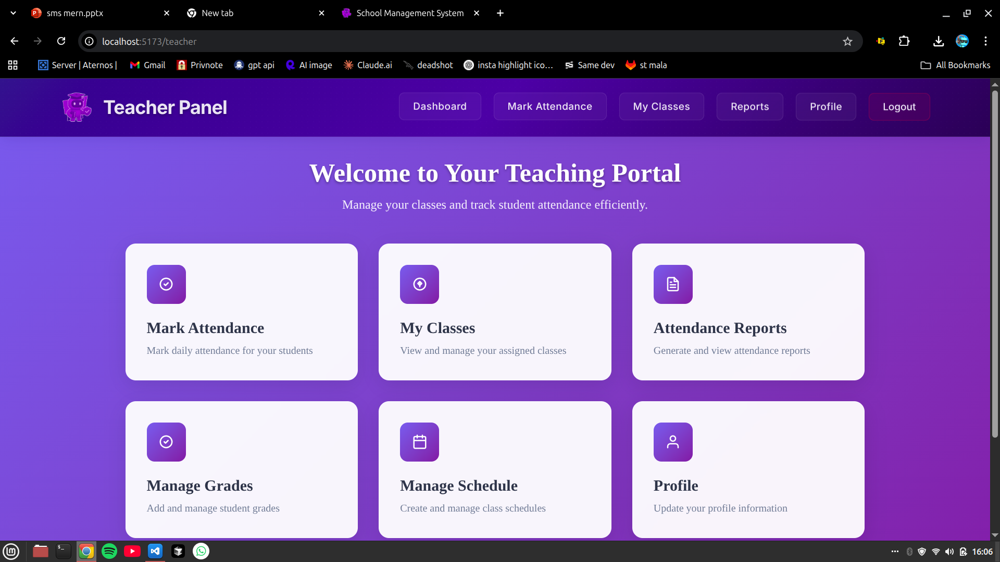 sms mern.pptx
New tab
School Management System
localhost:5173/teacher
Server | Aternos |
Gmail
Privnote
gpt api
AI image
Claude.ai
deadshot
insta highlight ico…
Same dev
st mala
All Bookmarks
Teacher Panel
Dashboard
Mark Attendance
My Classes
Reports
Profile
Logout
Welcome to Your Teaching Portal
Manage your classes and track student attendance efficiently.
Mark Attendance
Mark daily attendance for your students
My Classes
View and manage your assigned classes
Attendance Reports
Generate and view attendance reports
Manage Grades
Add and manage student grades
Manage Schedule
Create and manage class schedules
Profile
Update your profile information
16:06